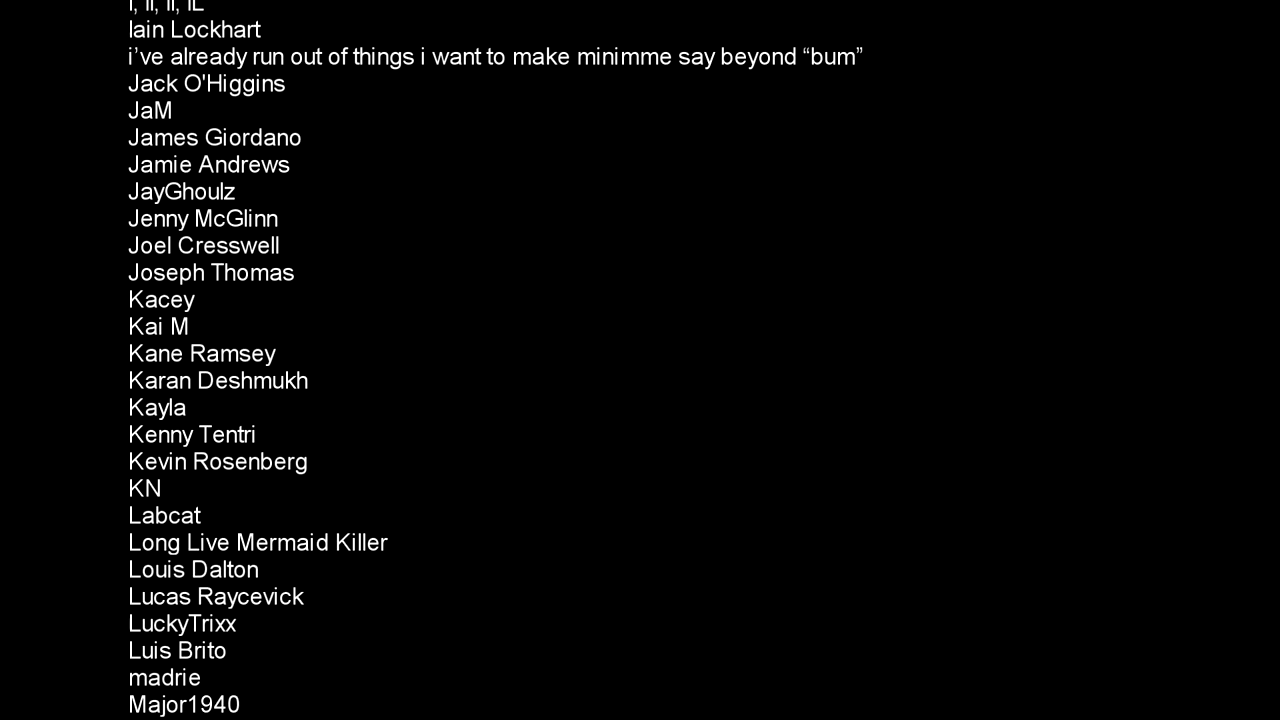 Iain Lockhart
i’ve already run out of things i want to make minimme say beyond “bum”
Jack O'Higgins
JaM
James Giordano
Jamie Andrews
JayGhoulz
Jenny McGlinn
Joel Cresswell
Joseph Thomas
Kacey
Kai M
Kane Ramsey
Karan Deshmukh
Kayla
Kenny Tentri
Kevin Rosenberg
KN
Labcat
Long Live Mermaid Killer
Louis Dalton
Lucas Raycevick
LuckyTrixx
Luis Brito
madrie
Major1940